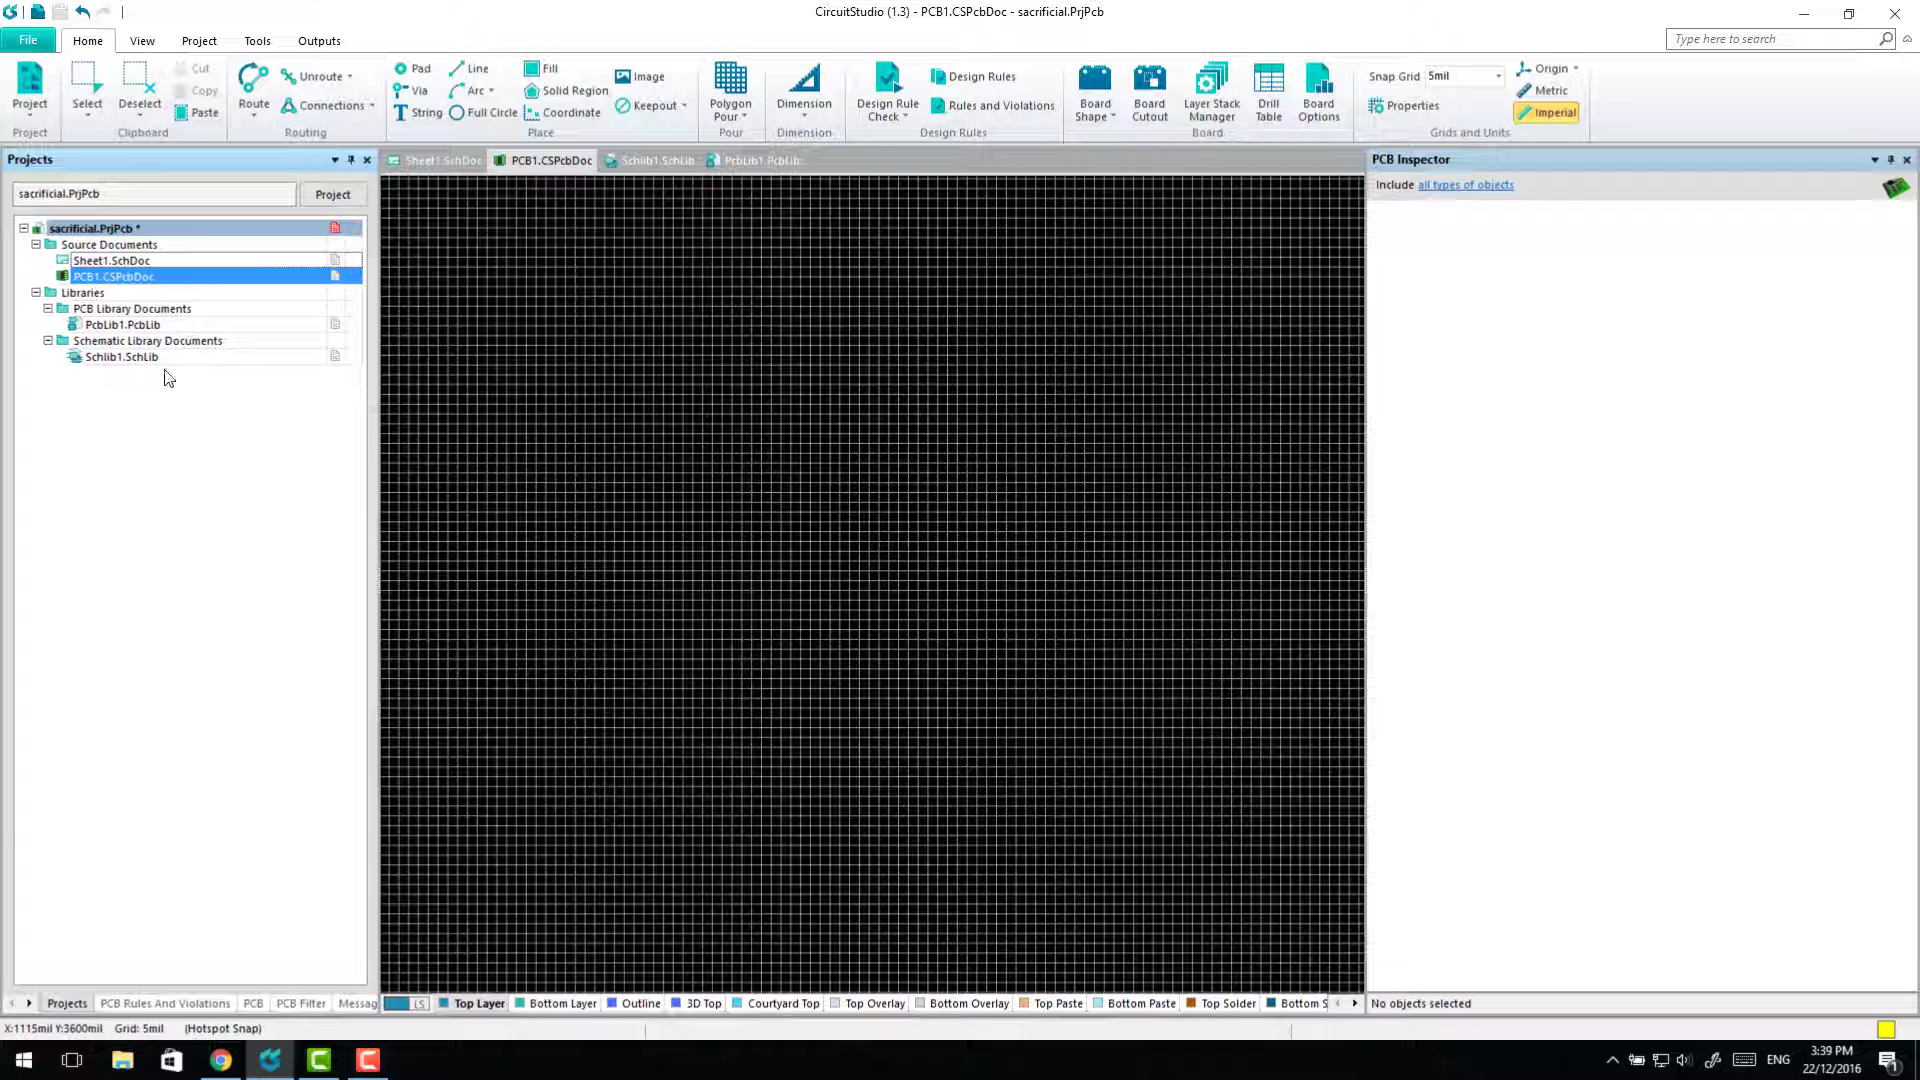 CircuitStudio (1.3) - PCB1.CSPcbDoc - sacrificial.PrjPcb
File Home View Project Tools Outputs
Type here to search
Project Select Deselect Cut Copy Paste Route Unroute Connections
Pad Line Fill Image
Via Arc Solid Region Keepout
String Full Circle Coordinate
Polygon Pour Dimension Design Rule Check Design Rules Rules and Violations
Board Shape Board Cutout Layer Stack Manager Drill Table Board Options
Snap Grid 5mil Origin
Properties Metric
Imperial
Project Clipboard Routing Place Pour Dimension Design Rules Board Grids and Units
Projects
Sheet1.SchDoc PCB1.CSPcbDoc Schlib1.SchLib PcbLib1.PcbLib
PCB Inspector
Include all types of objects
sacrificial.PrjPcb Project
sacrificial.PrjPcb *
Source Documents
Sheet1.SchDoc
PCB1.CSPcbDoc
Libraries
PCB Library Documents
PcbLib1.PcbLib
Schematic Library Documents
Schlib1.SchLib
Projects PCB Rules And Violations PCB PCB Filter Messag
LS Top Layer Bottom Layer Outline 3D Top Courtyard Top Top Overlay Bottom Overlay Top Paste Bottom Paste Top Solder Bottom S
No objects selected
X:1115mil Y:3600mil Grid: 5mil (Hotspot Snap)
ENG
3:39 PM
22/12/2016
1